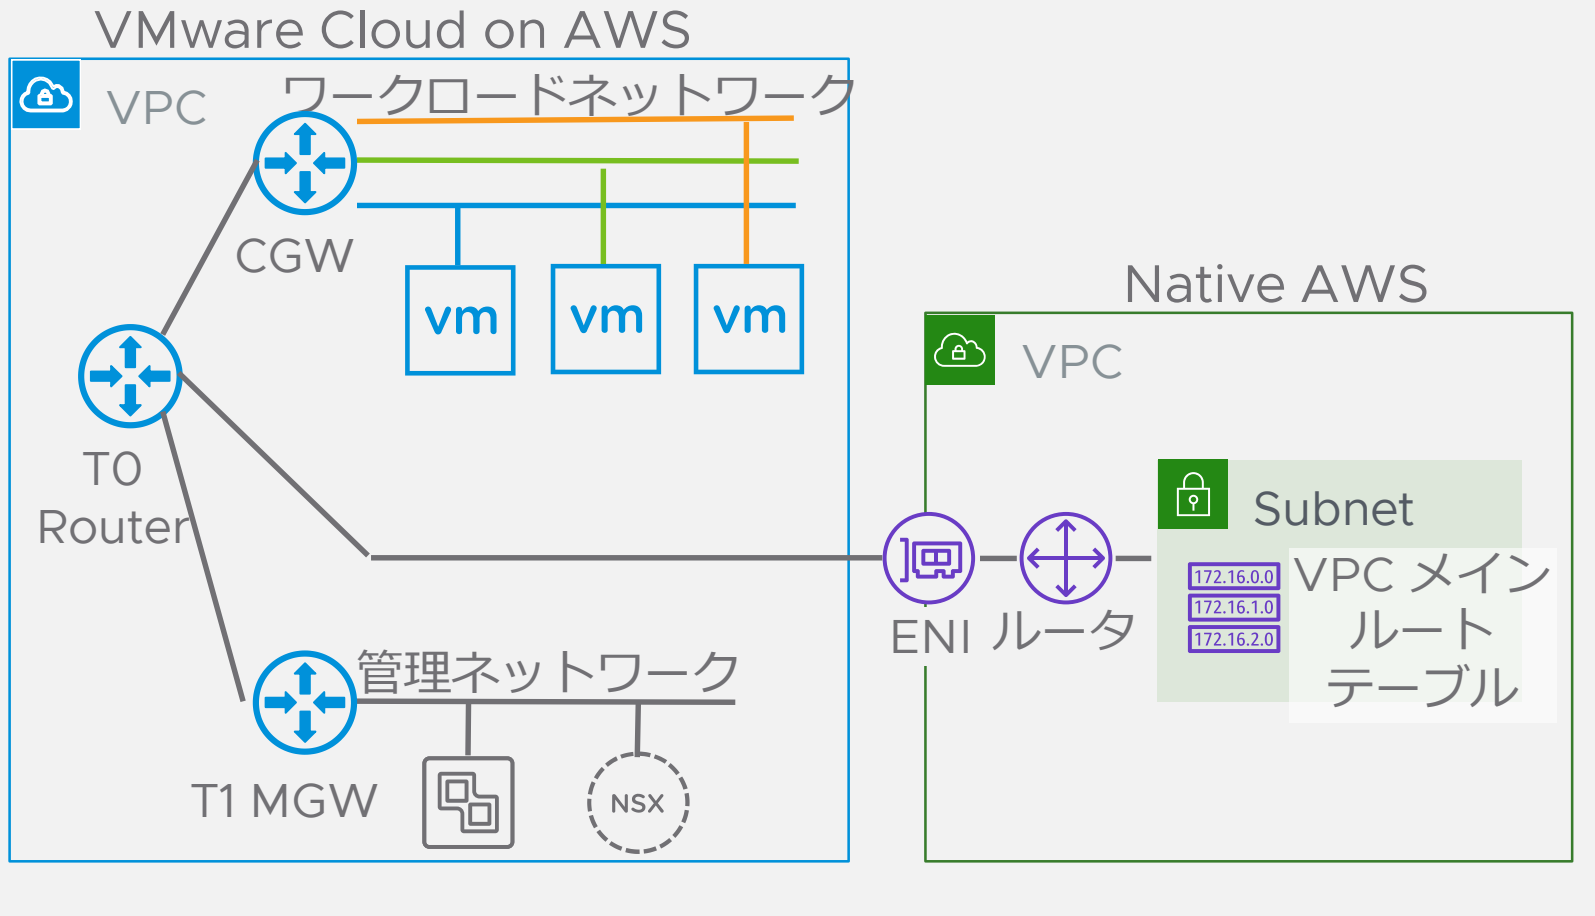 VMware Cloud on AWS
VPC
ワークロードネットワーク
CGW
vm
vm
vm
T0
Router
管理ネットワーク
T1 MGW
NSX
Native AWS
VPC
ENI
ルータ
Subnet
172.16.0.0
172.16.1.0
172.16.2.0
VPC メイン
ルート
テーブル